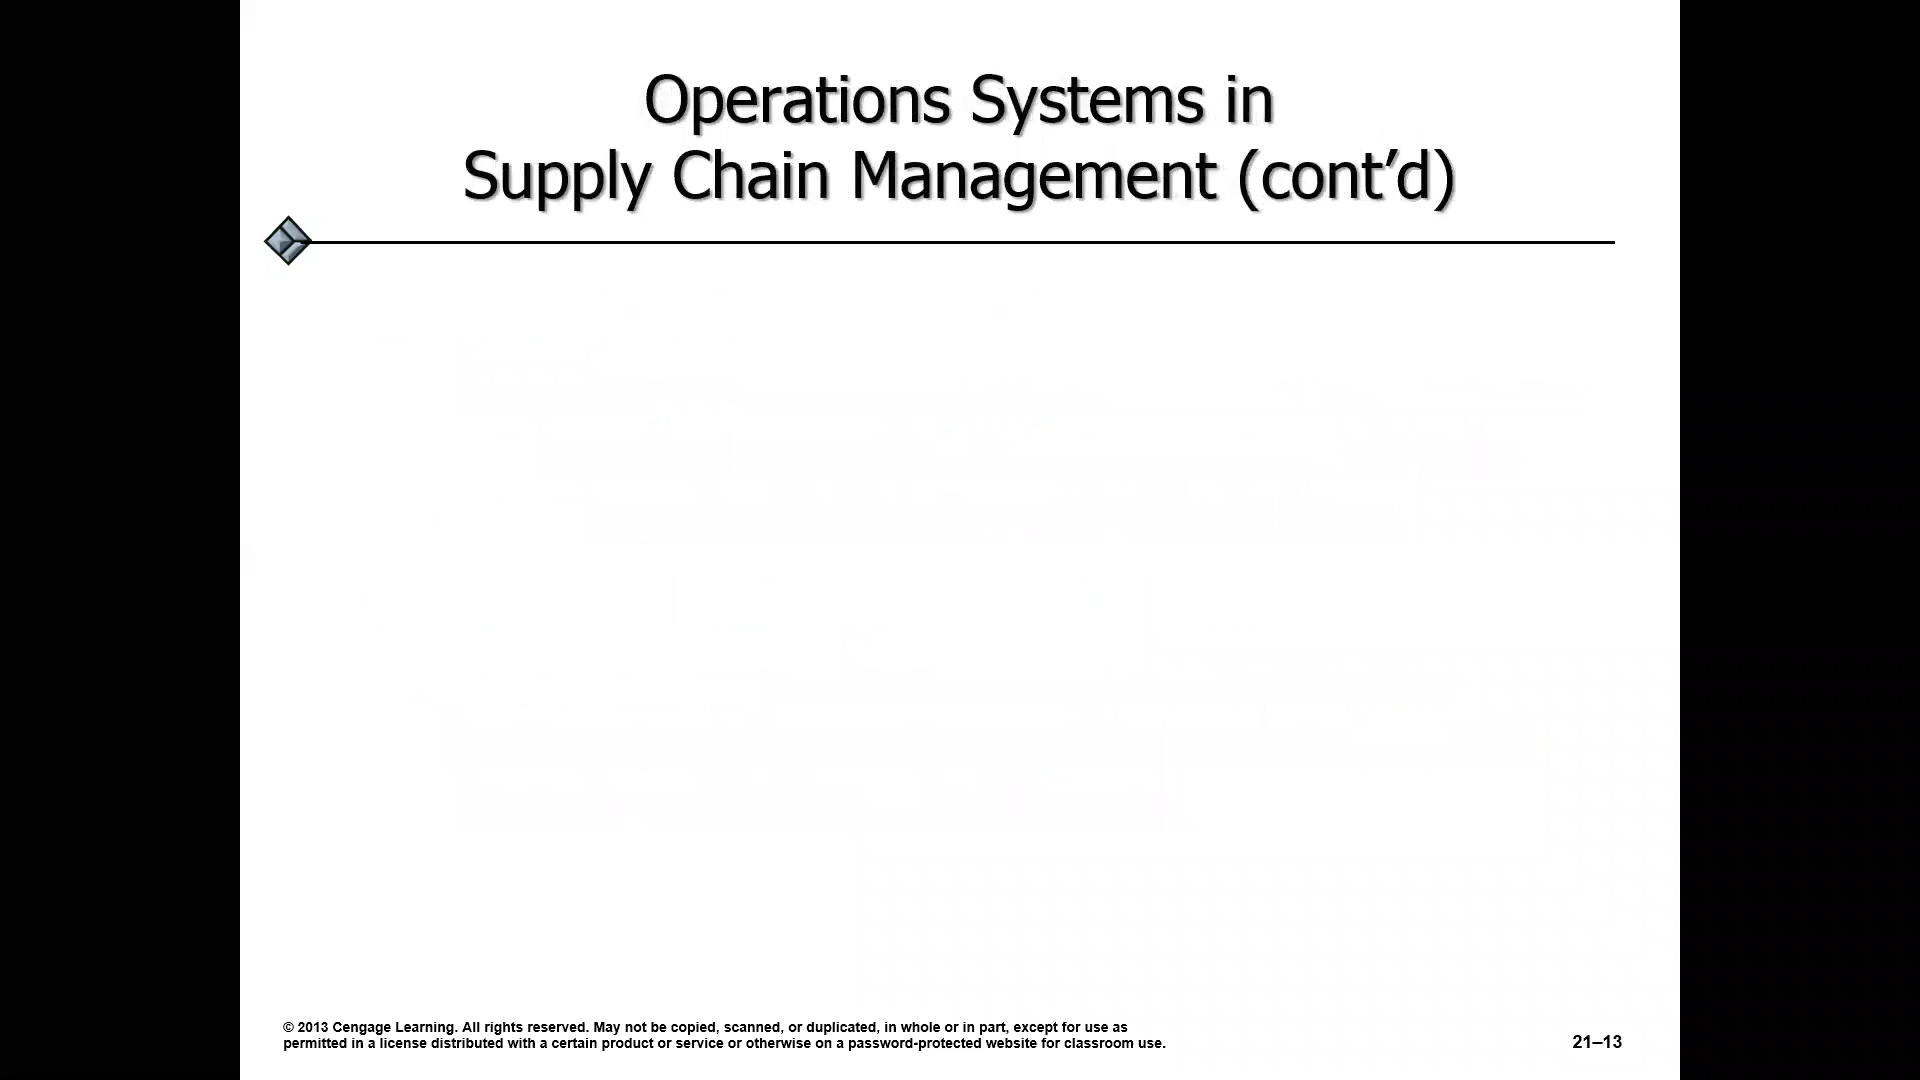 Operations Systems in
Supply Chain Management (cont’d)
© 2013 Cengage Learning. All rights reserved. May not be copied, scanned, or duplicated, in whole or in part, except for use as
permitted in a license distributed with a certain product or service or otherwise on a password-protected website for classroom use.
21–13